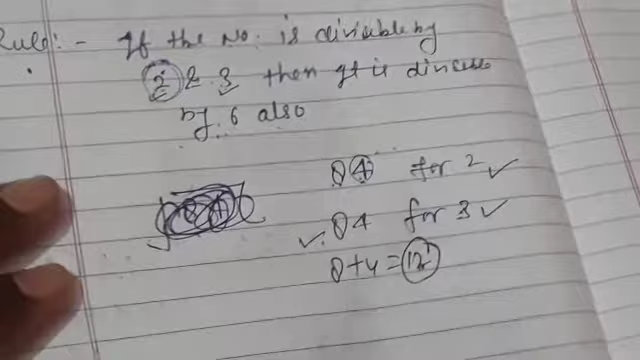 Rule:- If the No. is divisible by
2 & 3 then It is
by 6 also
84 for 2 ✓
✓ 84 for 3 ✓
8+4=12